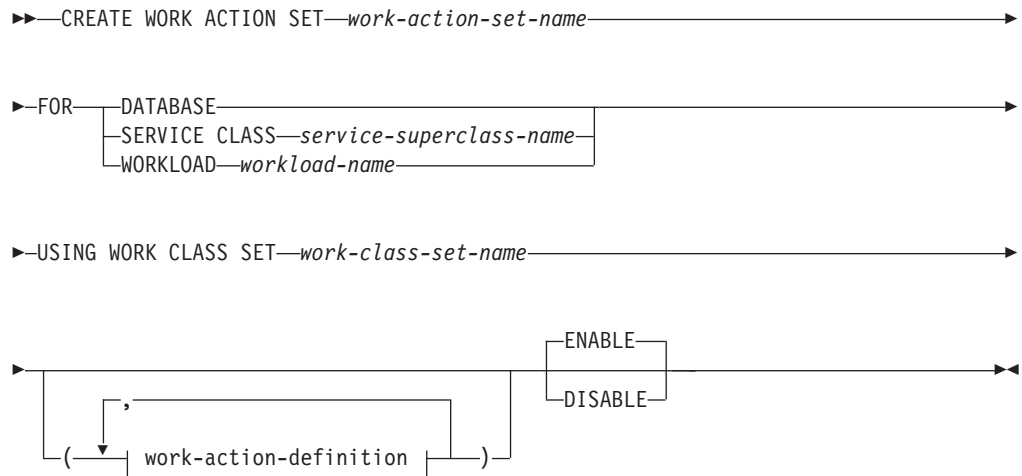 CREATE WORK ACTION SET work-action-set-name
FOR DATABASE
SERVICE CLASS service-superclass-name
WORKLOAD workload-name
USING WORK CLASS SET work-class-set-name
ENABLE
DISABLE
,
( work-action-definition )